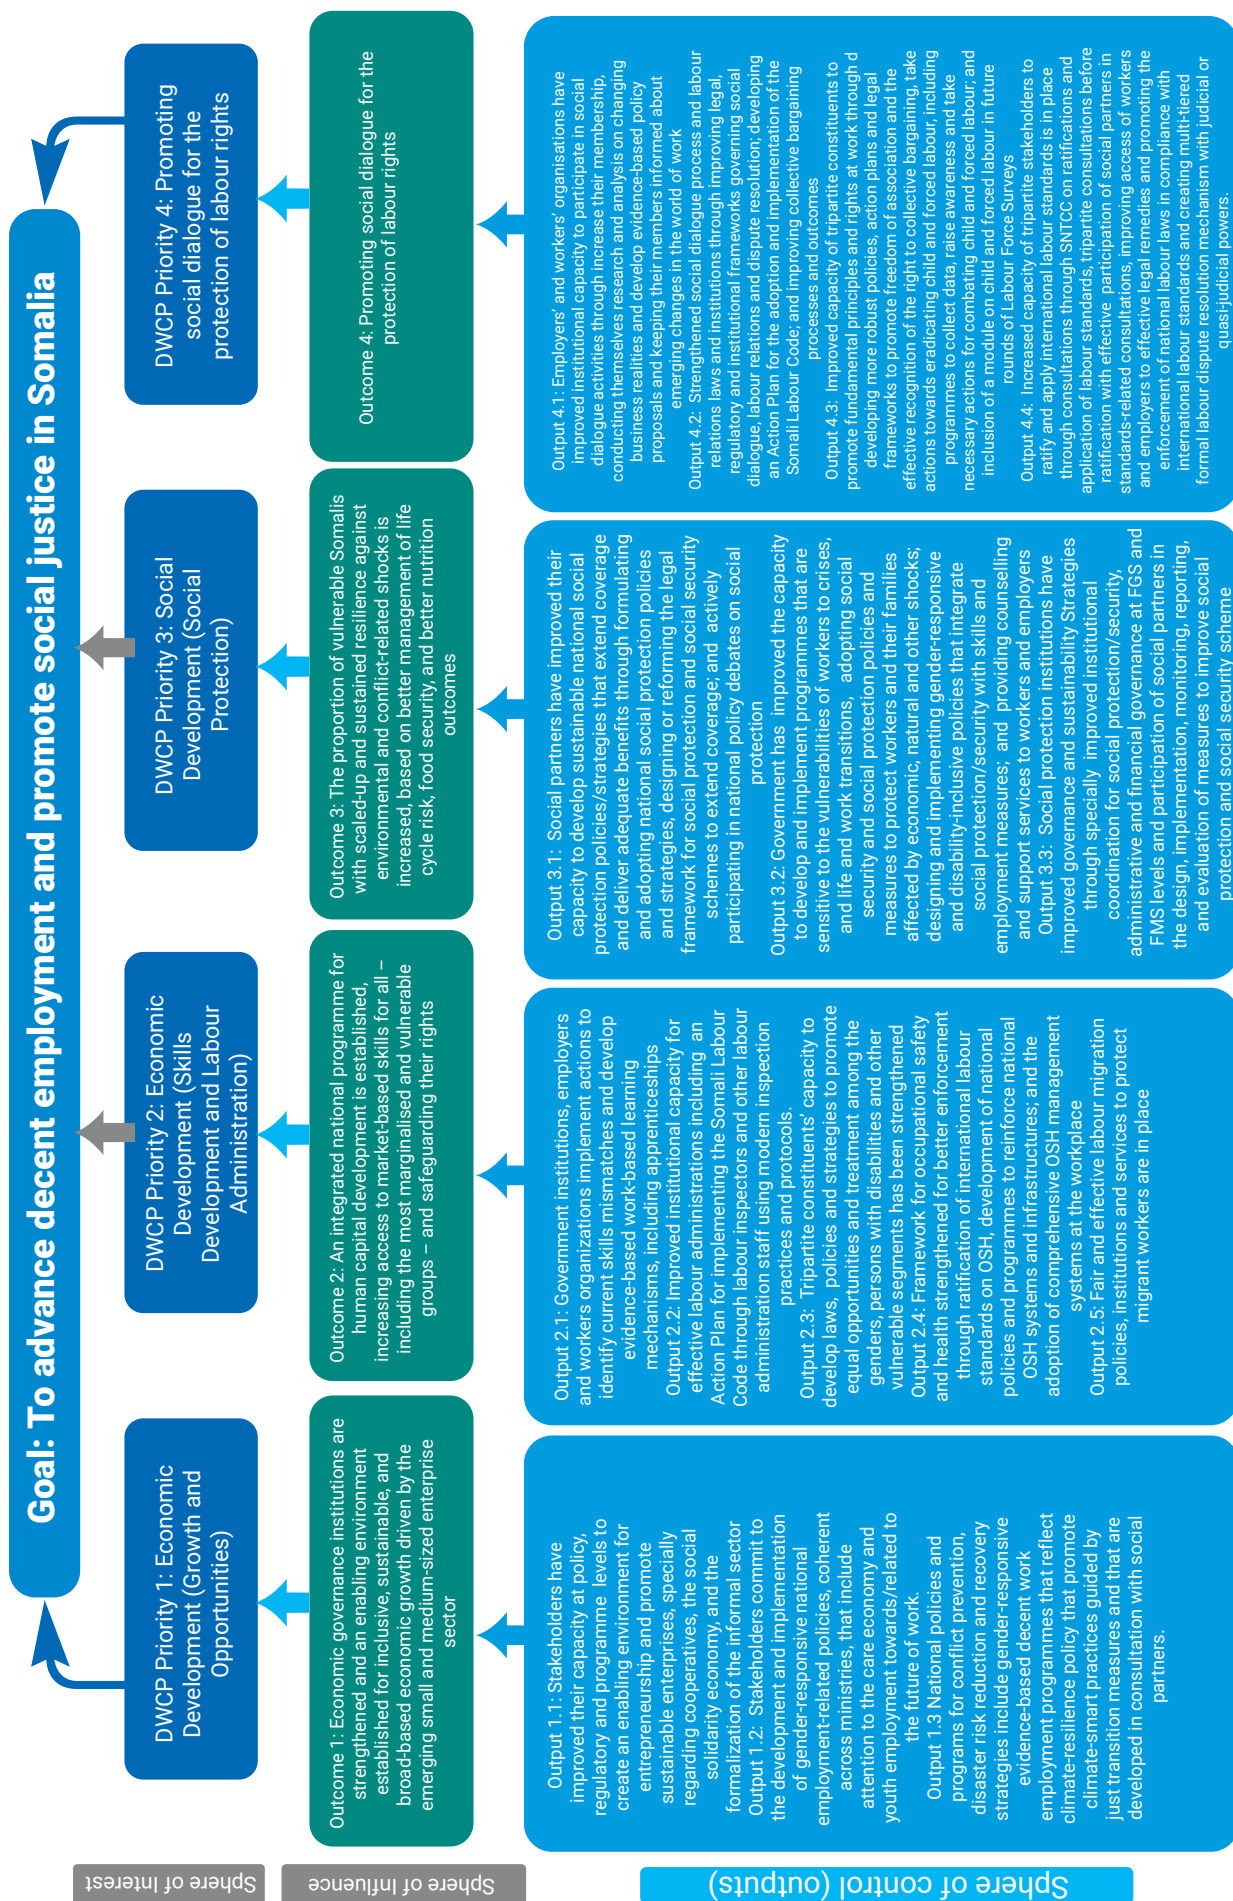 Goal: To advance decent employment and promote social justice in Somalia
Sphere of Interest
DWCP Priority 1: Economic
Development (Growth and
Opportunities)
DWCP Priority 2: Economic
Development (Skills
Development and Labour
Administration)
DWCP Priority 3: Social
Development (Social
Protection)
DWCP Priority 4: Promoting
social dialogue for the
protection of labour rights
Sphere of Influence
Outcome 1: Economic governance institutions are
strengthened and an enabling environment
established for inclusive, sustainable, and
broad-based economic growth driven by the
emerging small and medium-sized enterprise
sector
Outcome 2: An integrated national programme for
human capital development is established,
increasing access to market-based skills for all –
including the most marginalised and vulnerable
groups – and safeguarding their rights
Outcome 3: The proportion of vulnerable Somalis
with scaled-up and sustained resilience against
environmental and conflict-related shocks is
increased, based on better management of life
cycle risk, food security, and better nutrition
outcomes
Outcome 4: Promoting social dialogue for the
protection of labour rights
Sphere of control (outputs)
Output 1.1: Stakeholders have
improved their capacity at policy,
regulatory and programme levels to
create an enabling environment for
entrepreneurship and promote
sustainable enterprises, specially
regarding cooperatives, the social
solidarity economy, and the
formalization of the informal sector
Output 1.2: Stakeholders commit to
the development and implementation
of gender-responsive national
employment-related policies, coherent
across ministries, that include
attention to the care economy and
youth employment towards/related to
the future of work.
Output 1.3 National policies and
programs for conflict prevention,
disaster risk reduction and recovery
strategies include gender-responsive
evidence-based decent work
employment programmes that reflect
climate-resilience policy that promote
climate-smart practices guided by
just transition measures and that are
developed in consultation with social
partners.
Output 2.1: Government institutions, employers
and workers organizations implement actions to
identify current skills mismatches and develop
evidence-based work-based learning
mechanisms, including apprenticeships
Output 2.2: Improved institutional capacity for
effective labour administrations including an
Action Plan for implementing the Somali Labour
Code through labour inspectors and other labour
administration staff using modern inspection
practices and protocols.
Output 2.3: Tripartite constituents’ capacity to
develop laws, policies and strategies to promote
equal opportunities and treatment among the
genders, persons with disabilities and other
vulnerable segments has been strengthened
Output 2.4: Framework for occupational safety
and health strengthened for better enforcement
through ratification of international labour
standards on OSH, development of national
policies and programmes to reinforce national
OSH systems and infrastructures; and the
adoption of comprehensive OSH management
systems at the workplace
Output 2.5: Fair and effective labour migration
policies, institutions and services to protect
migrant workers are in place
Output 3.1: Social partners have improved their
capacity to develop sustainable national social
protection policies/strategies that extend coverage
and deliver adequate benefits through formulating
and adopting national social protection policies
and strategies, designing or reforming the legal
framework for social protection and social security
schemes to extend coverage; and actively
participating in national policy debates on social
protection
Output 3.2: Government has improved the capacity
to develop and implement programmes that are
sensitive to the vulnerabilities of workers to crises,
and life and work transitions, adopting social
security and social protection policies and
measures to protect workers and their families
affected by economic, natural and other shocks;
designing and implementing gender-responsive
and disability-inclusive policies that integrate
social protection/security with skills and
employment measures; and providing counselling
and support services to workers and employers
Output 3.3: Social protection institutions have
improved governance and sustainability Strategies
through specially improved institutional
coordination for social protection/security,
administrative and financial governance at FGS and
FMS levels and participation of social partners in
the design, implementation, monitoring, reporting,
and evaluation of measures to improve social
protection and social security scheme
Output 4.1: Employers’ and workers’ organisations have
improved institutional capacity to participate in social
dialogue activities through increase their membership,
conducting themselves research and analysis on changing
business realities and develop evidence-based policy
proposals and keeping their members informed about
emerging changes in the world of work
Output 4.2: Strengthened social dialogue process and labour
relations laws and institutions through improving legal,
regulatory and institutional frameworks governing social
dialogue, labour relations and dispute resolution; developing
an Action Plan for the adoption and implementation of the
Somali Labour Code; and improving collective bargaining
processes and outcomes
Output 4.3: Improved capacity of tripartite constituents to
promote fundamental principles and rights at work through d
developing more robust policies, action plans and legal
frameworks to promote freedom of association and the
effective recognition of the right to collective bargaining, take
actions towards eradicating child and forced labour, including
programmes to collect data, raise awareness and take
necessary actions for combating child and forced labour; and
inclusion of a module on child and forced labour in future
rounds of Labour Force Surveys
Output 4.4: Increased capacity of tripartite stakeholders to
ratify and apply international labour standards is in place
through consultations through SNTCC on ratifications and
application of labour standards, tripartite consultations before
ratification with effective participation of social partners in
standards-related consultations, improving access of workers
and employers to effective legal remedies and promoting the
enforcement of national labour laws in compliance with
international labour standards and creating multi-tiered
formal labour dispute resolution mechanism with judicial or
quasi-judicial powers.